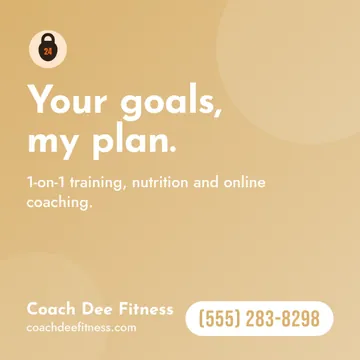 24
Your goals,
my plan.
1-on-1 training, nutrition and online
coaching.
Coach Dee Fitness
coachdeefitness.com
(555) 283-8298